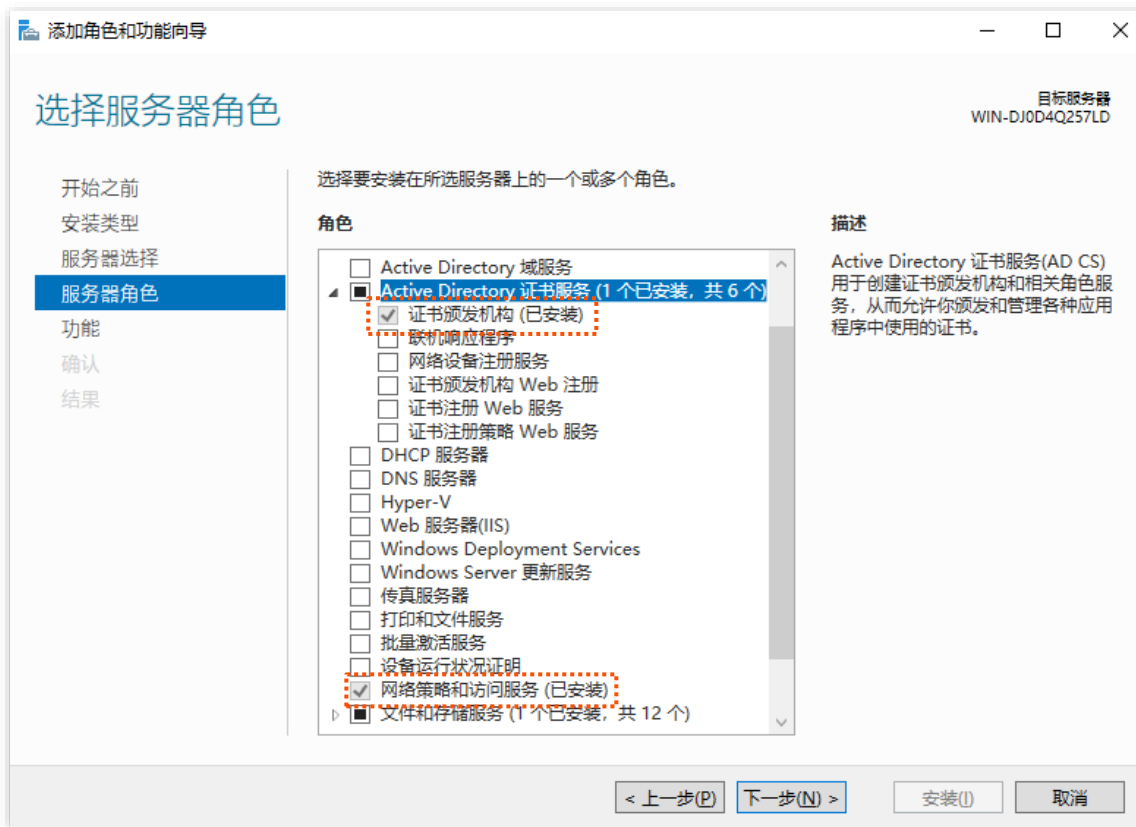 添加角色和功能向导
选择服务器角色
目标服务器
WIN-DJ0D4Q257LD
开始之前
安装类型
服务器选择
服务器角色
功能
确认
结果
选择要安装在所选服务器上的一个或多个角色。
角色
Active Directory 域服务
Active Directory 证书服务 (1 个已安装，共 6 个)
证书颁发机构 (已安装)
联机响应程序
网络设备注册服务
证书颁发机构 Web 注册
证书注册 Web 服务
证书注册策略 Web 服务
DHCP 服务器
DNS 服务器
Hyper-V
Web 服务器(IIS)
Windows Deployment Services
Windows Server 更新服务
传真服务器
打印和文件服务
批量激活服务
设备运行状况证明
网络策略和访问服务 (已安装)
文件和存储服务 (1 个已安装，共 12 个)
描述
Active Directory 证书服务(AD CS)
用于创建证书颁发机构和相关角色服
务，从而允许你颁发和管理各种应用
程序中使用的证书。
< 上一步(P)
下一步(N) >
安装(I)
取消